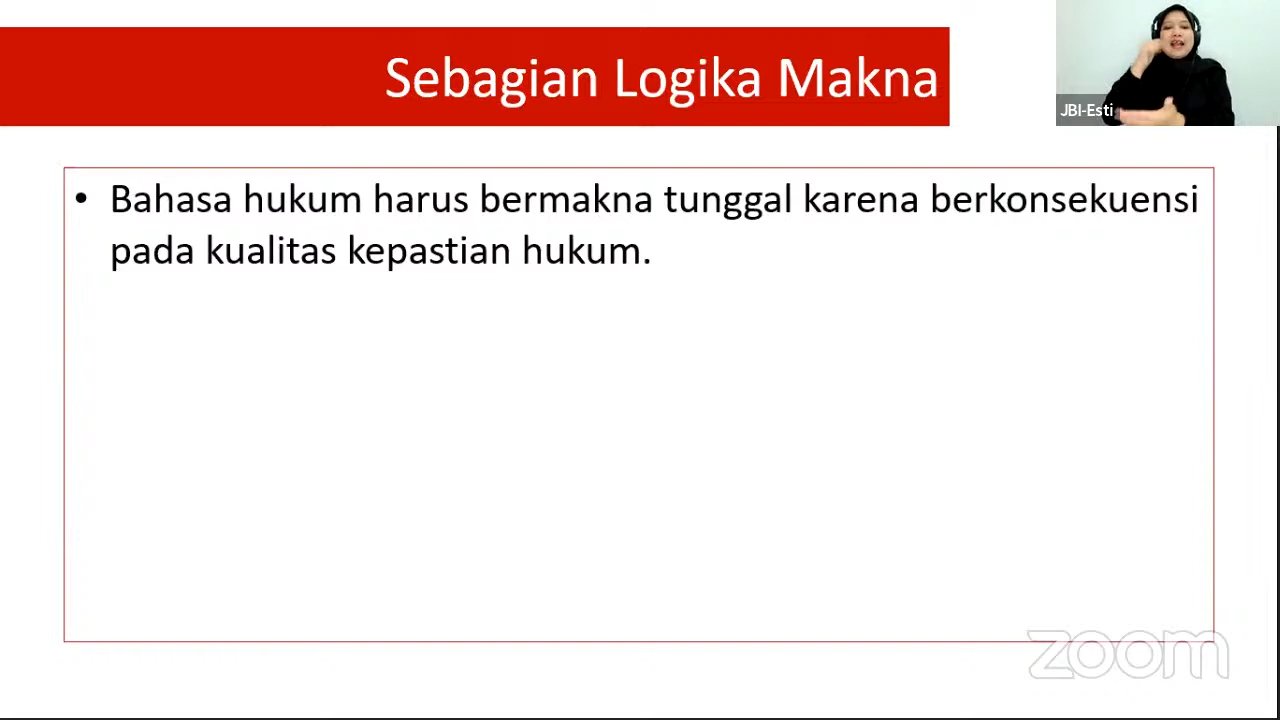 Sebagian Logika Makna
JBI-Esti
• Bahasa hukum harus bermakna tunggal karena berkonsekuensi
pada kualitas kepastian hukum.
zoom